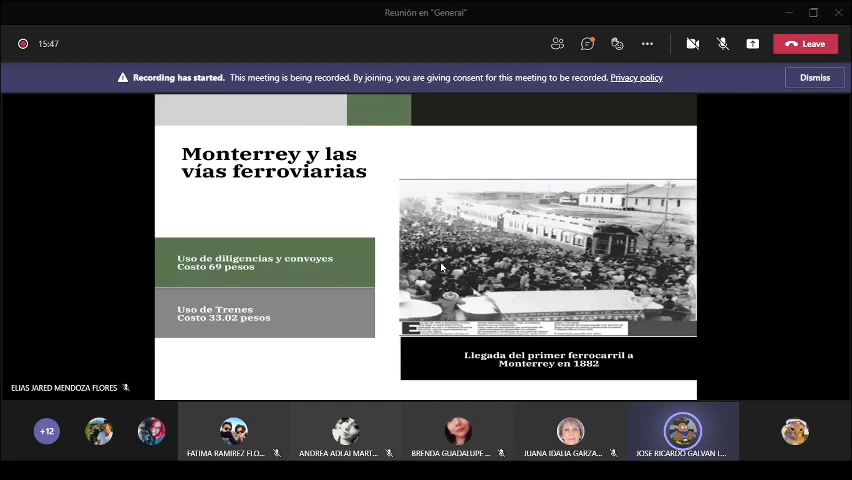 Reunión en "General"
15:47
Leave
Recording has started. This meeting is being recorded. By joining, you are giving consent for this meeting to be recorded. Privacy policy
Dismiss
Monterrey y las
vías ferroviarias
Uso de diligencias y convoyes
Costo 69 pesos
Uso de Trenes
Costo 33.02 pesos
EMPRESA MEXICANA
Llegada del primer ferrocarril a
Monterrey en 1882
ELIAS JARED MENDOZA FLORES
+12
FATIMA RAMIREZ FLO...
ANDREA ADLAI MART...
BRENDA GUADALUPE ...
JUANA IDALIA GARZA...
JOSE RICARDO GALVAN I...